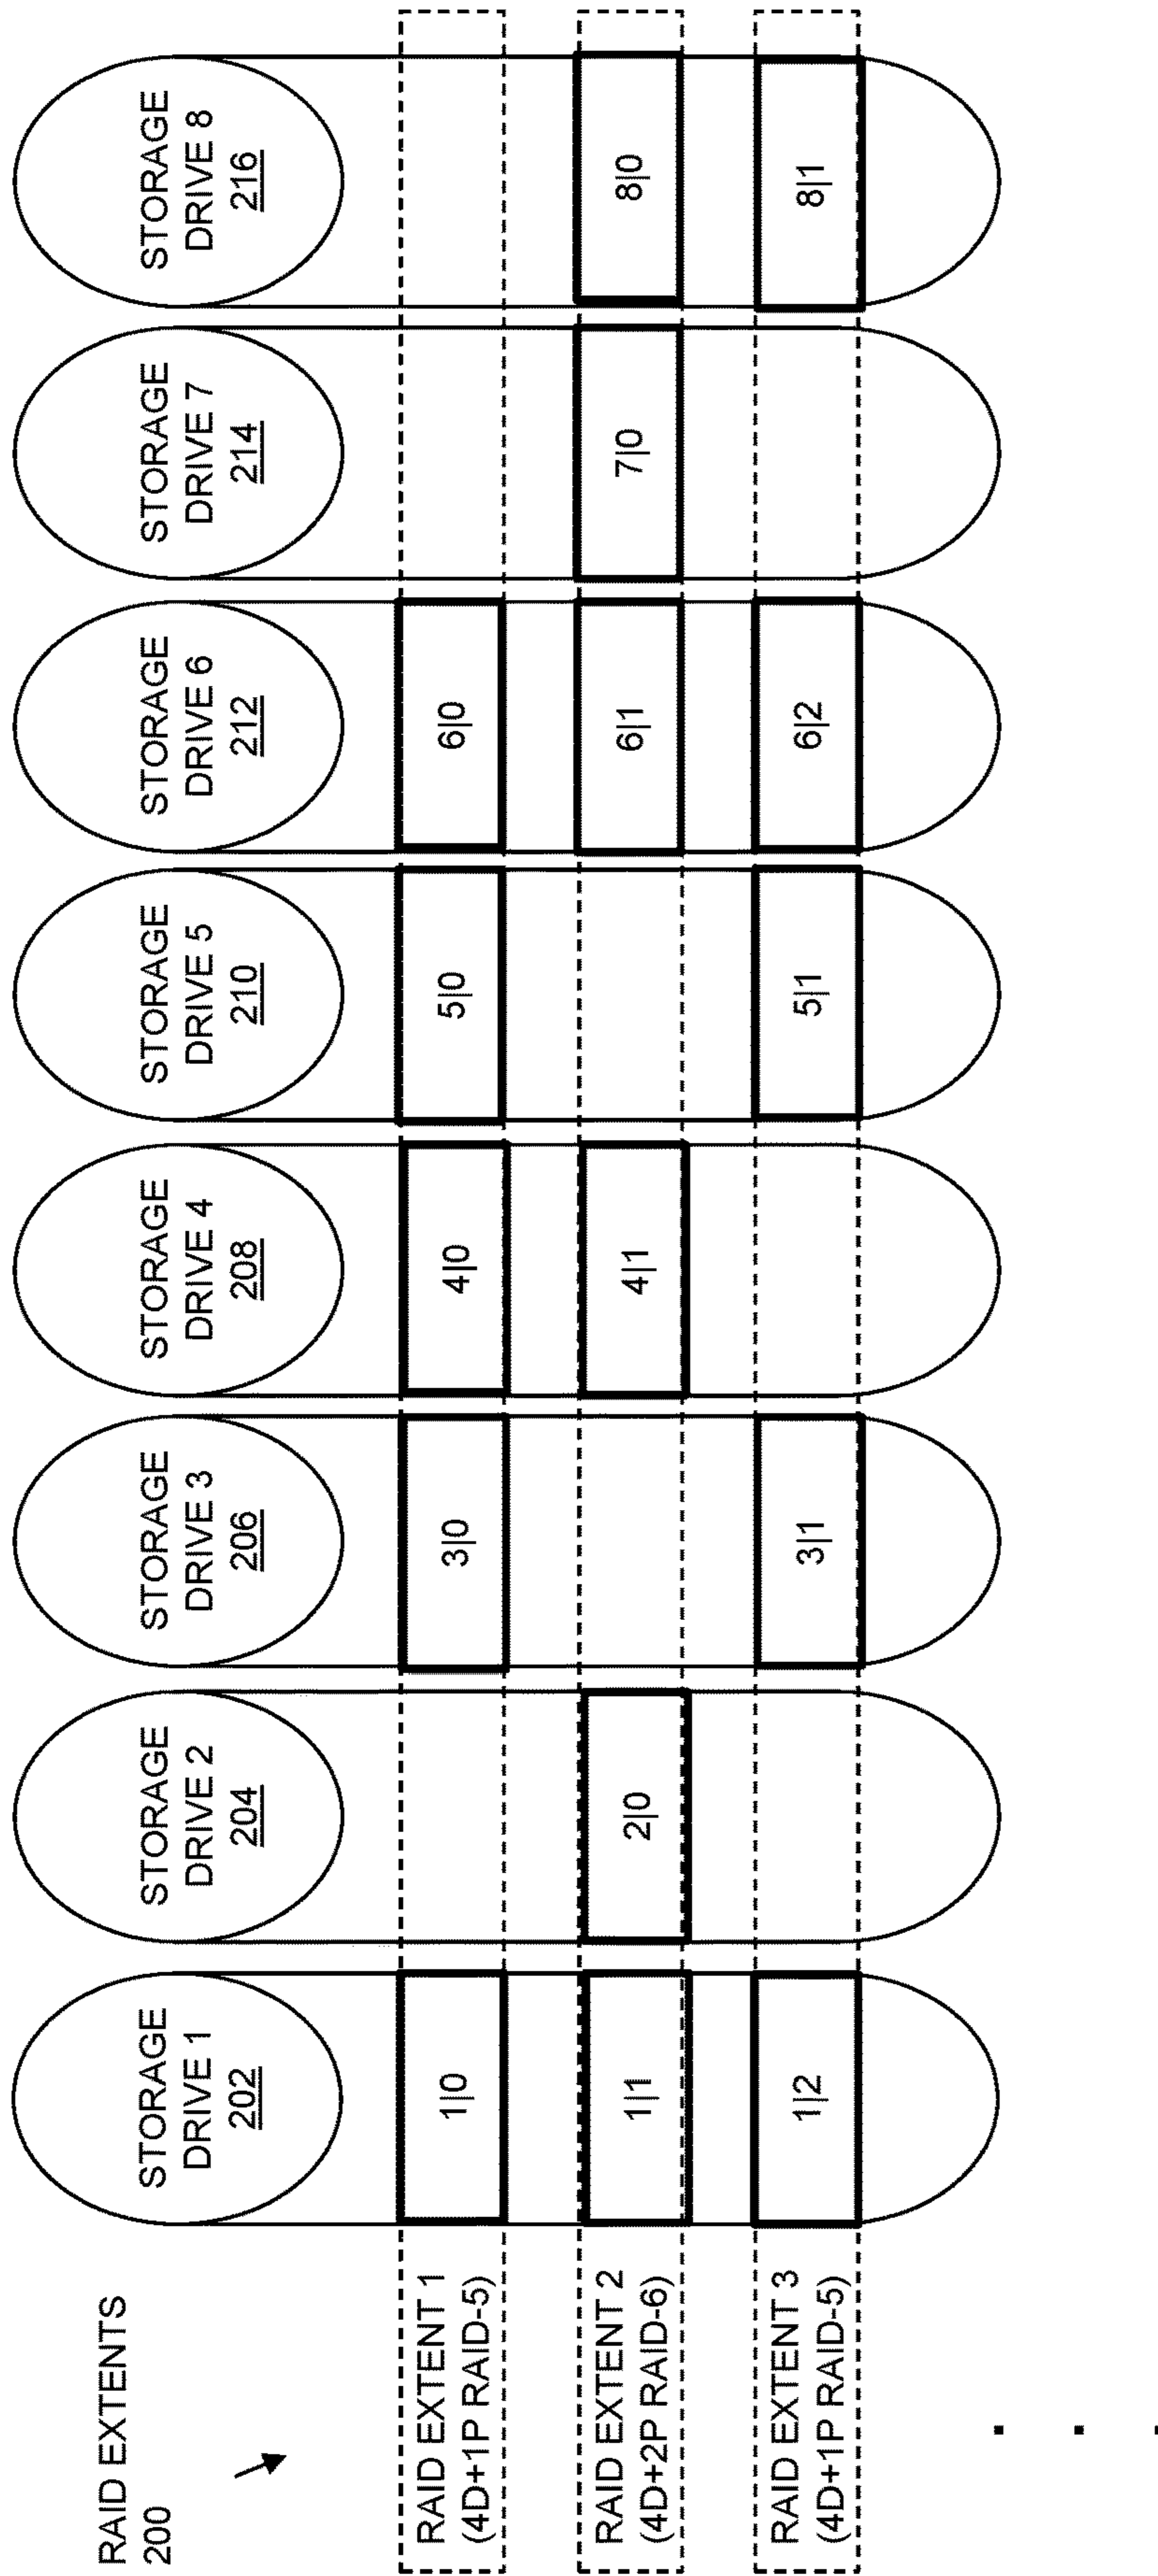 RAID EXTENTS
200
STORAGE
DRIVE 1
202
STORAGE
DRIVE 2
204
STORAGE
DRIVE 3
206
STORAGE
DRIVE 4
208
STORAGE
DRIVE 5
210
STORAGE
DRIVE 6
212
STORAGE
DRIVE 7
214
STORAGE
DRIVE 8
216
RAID EXTENT 1
(4D+1P RAID-5)
1|0
3|0
4|0
5|0
6|0
RAID EXTENT 2
(4D+2P RAID-6)
1|1
2|0
4|1
6|1
7|0
8|0
RAID EXTENT 3
(4D+1P RAID-5)
1|2
3|1
5|1
6|2
8|1